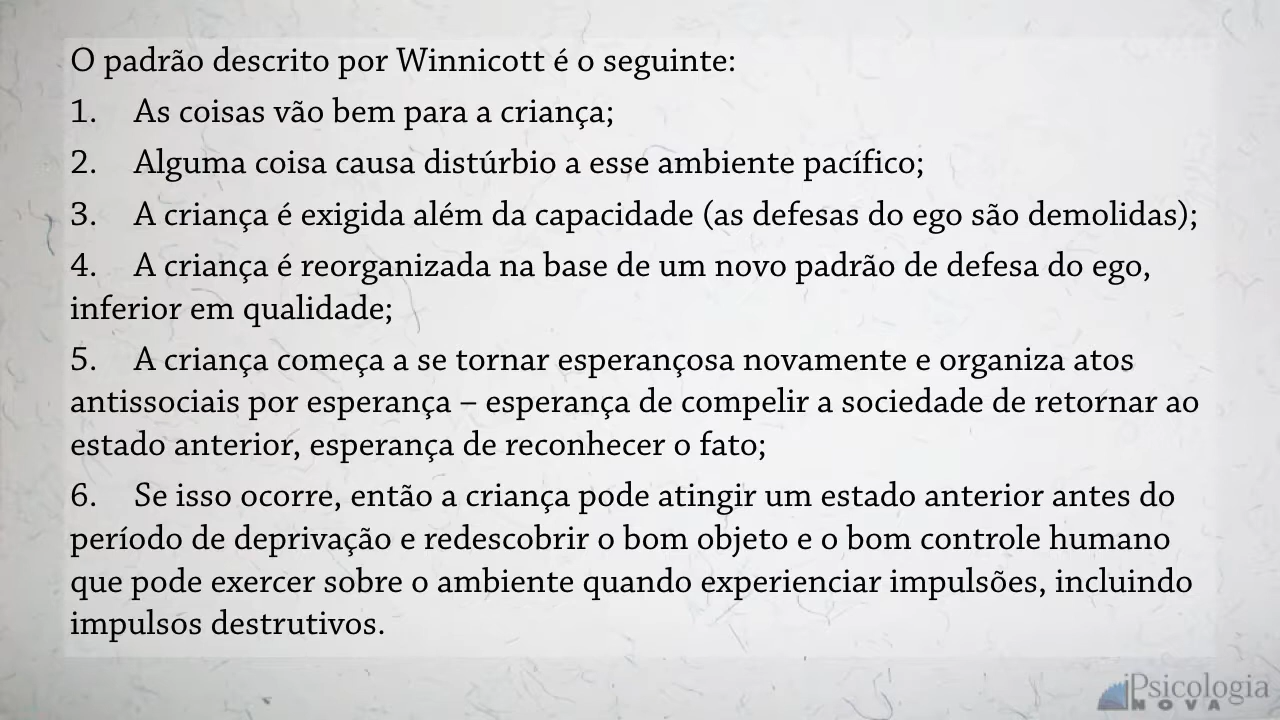 O padrão descrito por Winnicott é o seguinte:
1. As coisas vão bem para a criança;
2. Alguma coisa causa distúrbio a esse ambiente pacífico;
3. A criança é exigida além da capacidade (as defesas do ego são demolidas);
4. A criança é reorganizada na base de um novo padrão de defesa do ego,
inferior em qualidade;
5. A criança começa a se tornar esperançosa novamente e organiza atos
antissociais por esperança – esperança de compelir a sociedade de retornar ao
estado anterior, esperança de reconhecer o fato;
6. Se isso ocorre, então a criança pode atingir um estado anterior antes do
período de deprivação e redescobrir o bom objeto e o bom controle humano
que pode exercer sobre o ambiente quando experienciar impulsões, incluindo
impulsos destrutivos.
Psicologia
NOVA